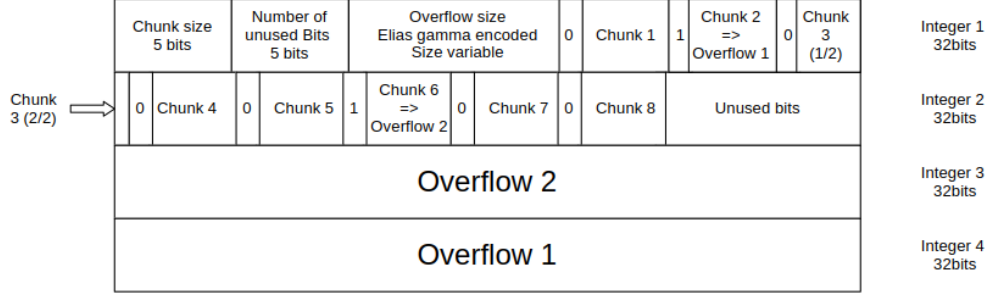 Chunk size
5 bits
Number of
unused Bits
5 bits
Overflow size
Elias gamma encoded
Size variable
0
Chunk 1
1
Chunk 2
=>
Overflow 1
0
Chunk
3
(1/2)
Integer 1
32bits
Chunk
3 (2/2)
0
Chunk 4
0
Chunk 5
1
Chunk 6
=>
Overflow 2
0
Chunk 7
0
Chunk 8
Unused bits
Integer 2
32bits
Overflow 2
Integer 3
32bits
Overflow 1
Integer 4
32bits